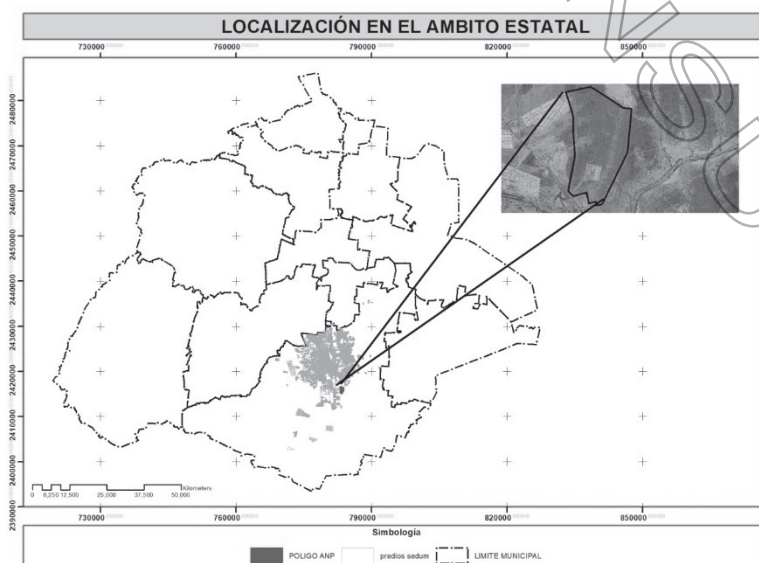 LOCALIZACIÓN EN EL AMBITO ESTATAL
730000 760000 790000 820000 850000
2480000
2470000
2460000
2450000
2440000
2430000
2420000
2410000
2400000
2390000
Kilometers
0 6,250 12,500 25,000 37,500 50,000
730000 760000 790000 820000 850000
Simbología
POLIGO ANP predios sedum LIMITE MUNICIPAL